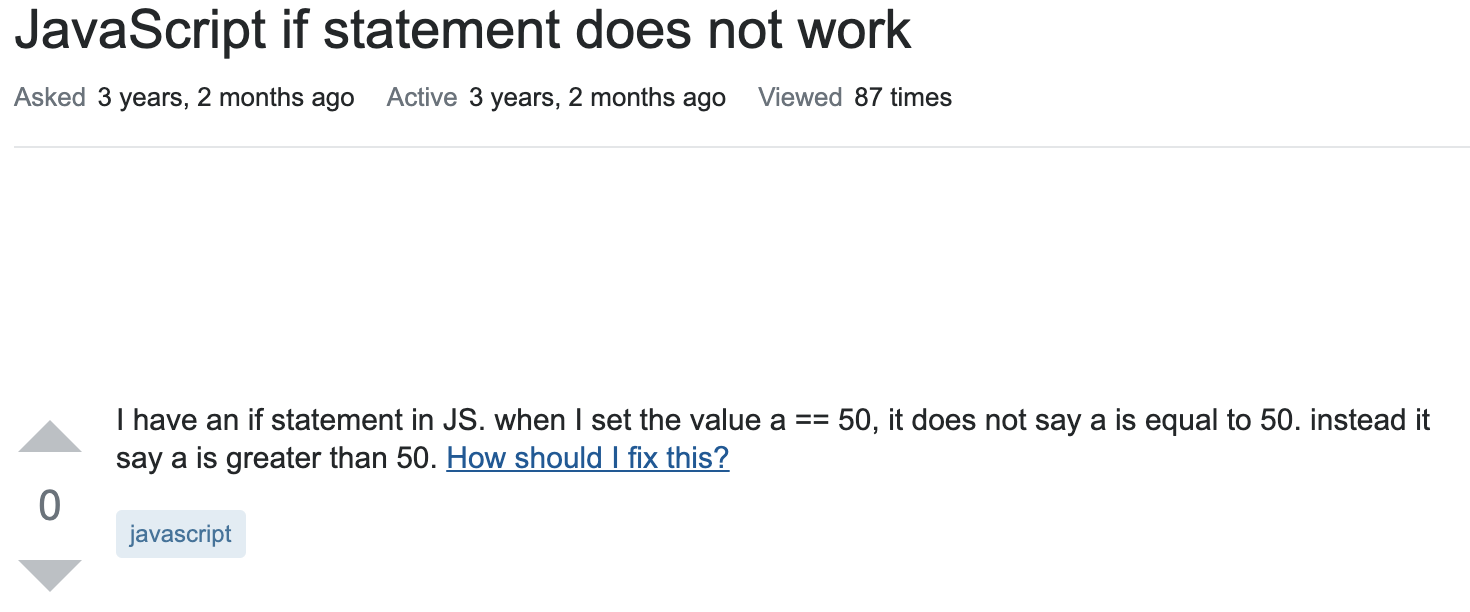 JavaScript if statement does not work
Asked 3 years, 2 months ago Active 3 years, 2 months ago Viewed 87 times
I have an if statement in JS. when I set the value a == 50, it does not say a is equal to 50. instead it
say a is greater than 50. How should I fix this?
0
javascript